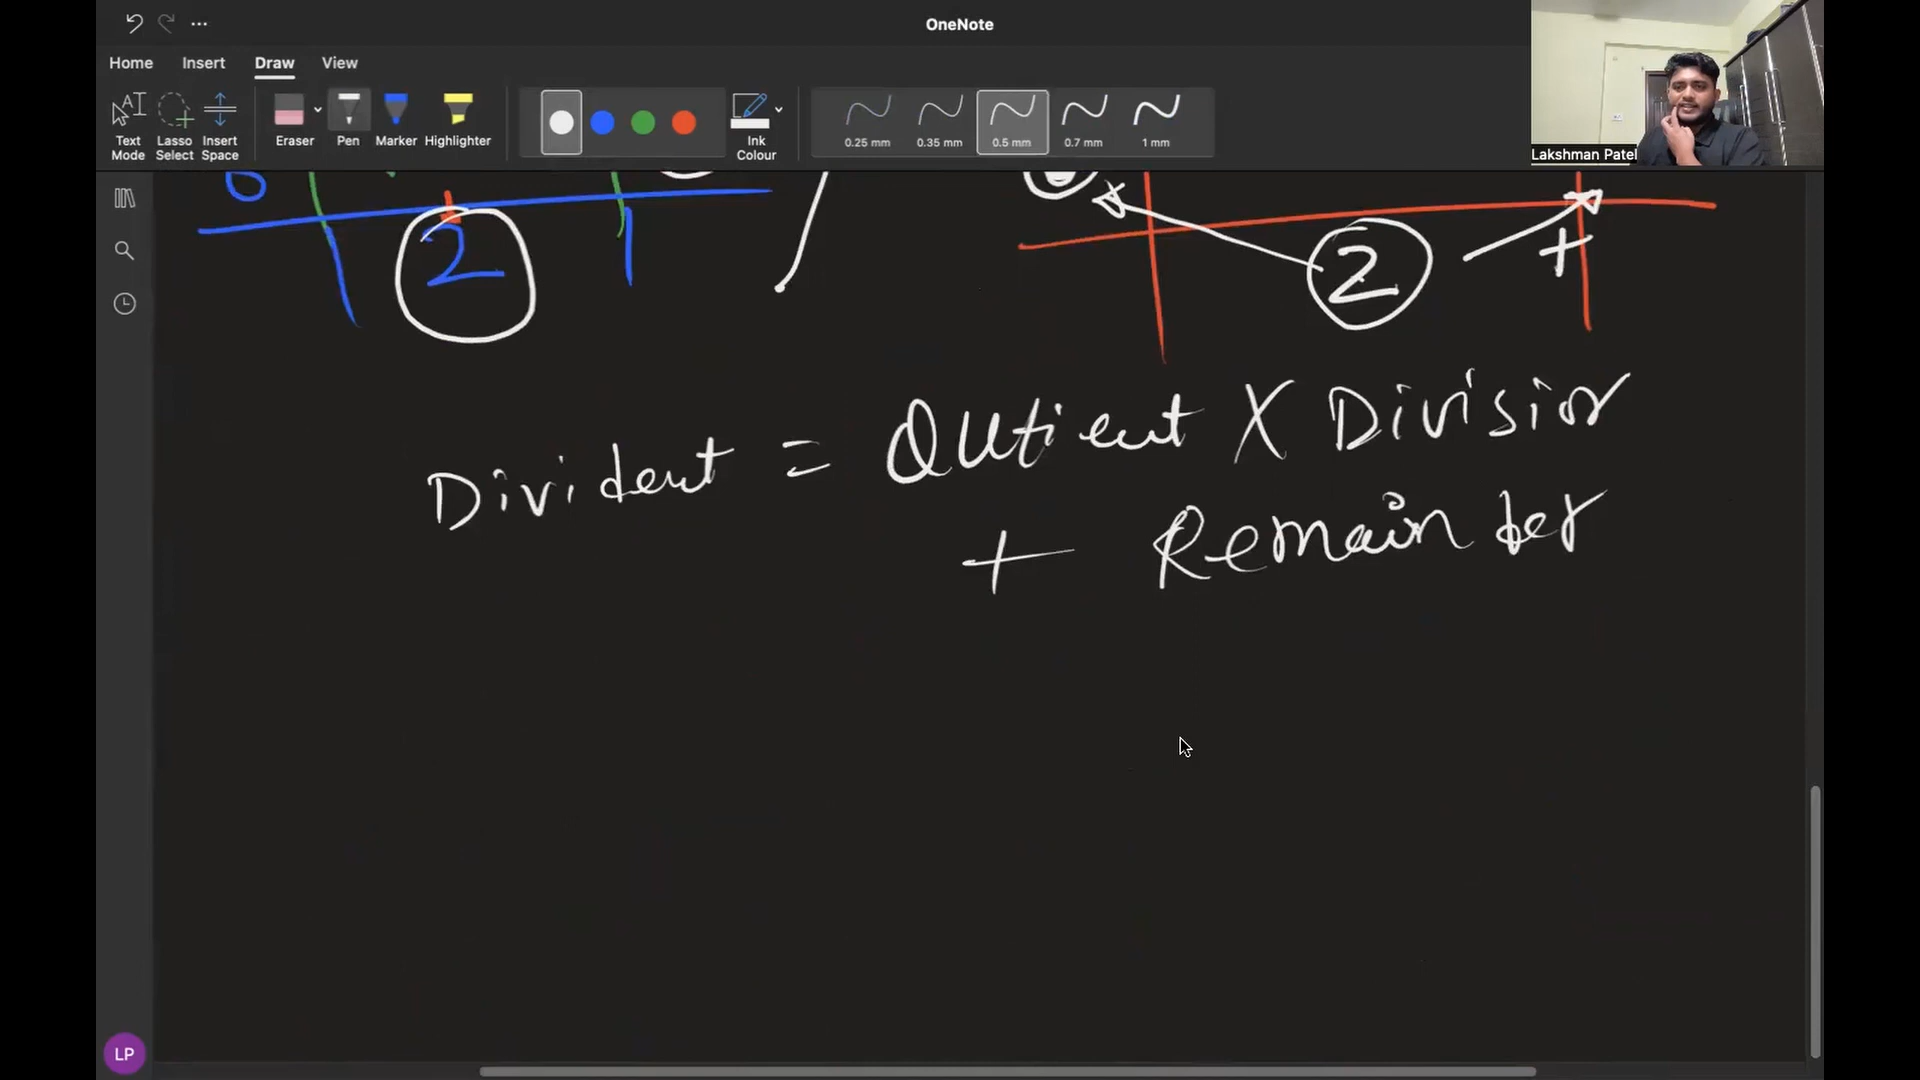 OneNote
Home Insert Draw View
Text Mode Lasso Select Insert Space Eraser Pen Marker Highlighter Ink Colour 0.25 mm 0.35 mm 0.5 mm 0.7 mm 1 mm
Lakshman Patel
2 2 +
Divident = Qutient X Divisior
+ Remainder
LP